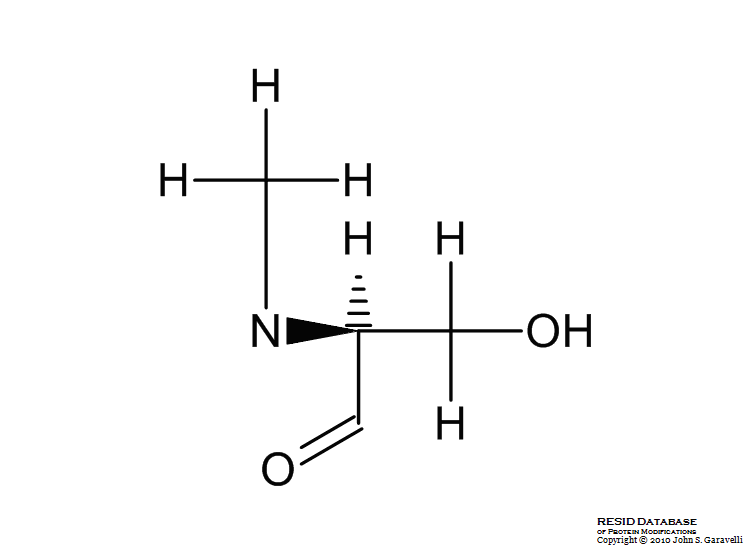 H
H H
H H
N OH
H
O
RESID DATABASE
OF PROTEIN MODIFICATIONS
Copyright © 2010 John S. Garavelli